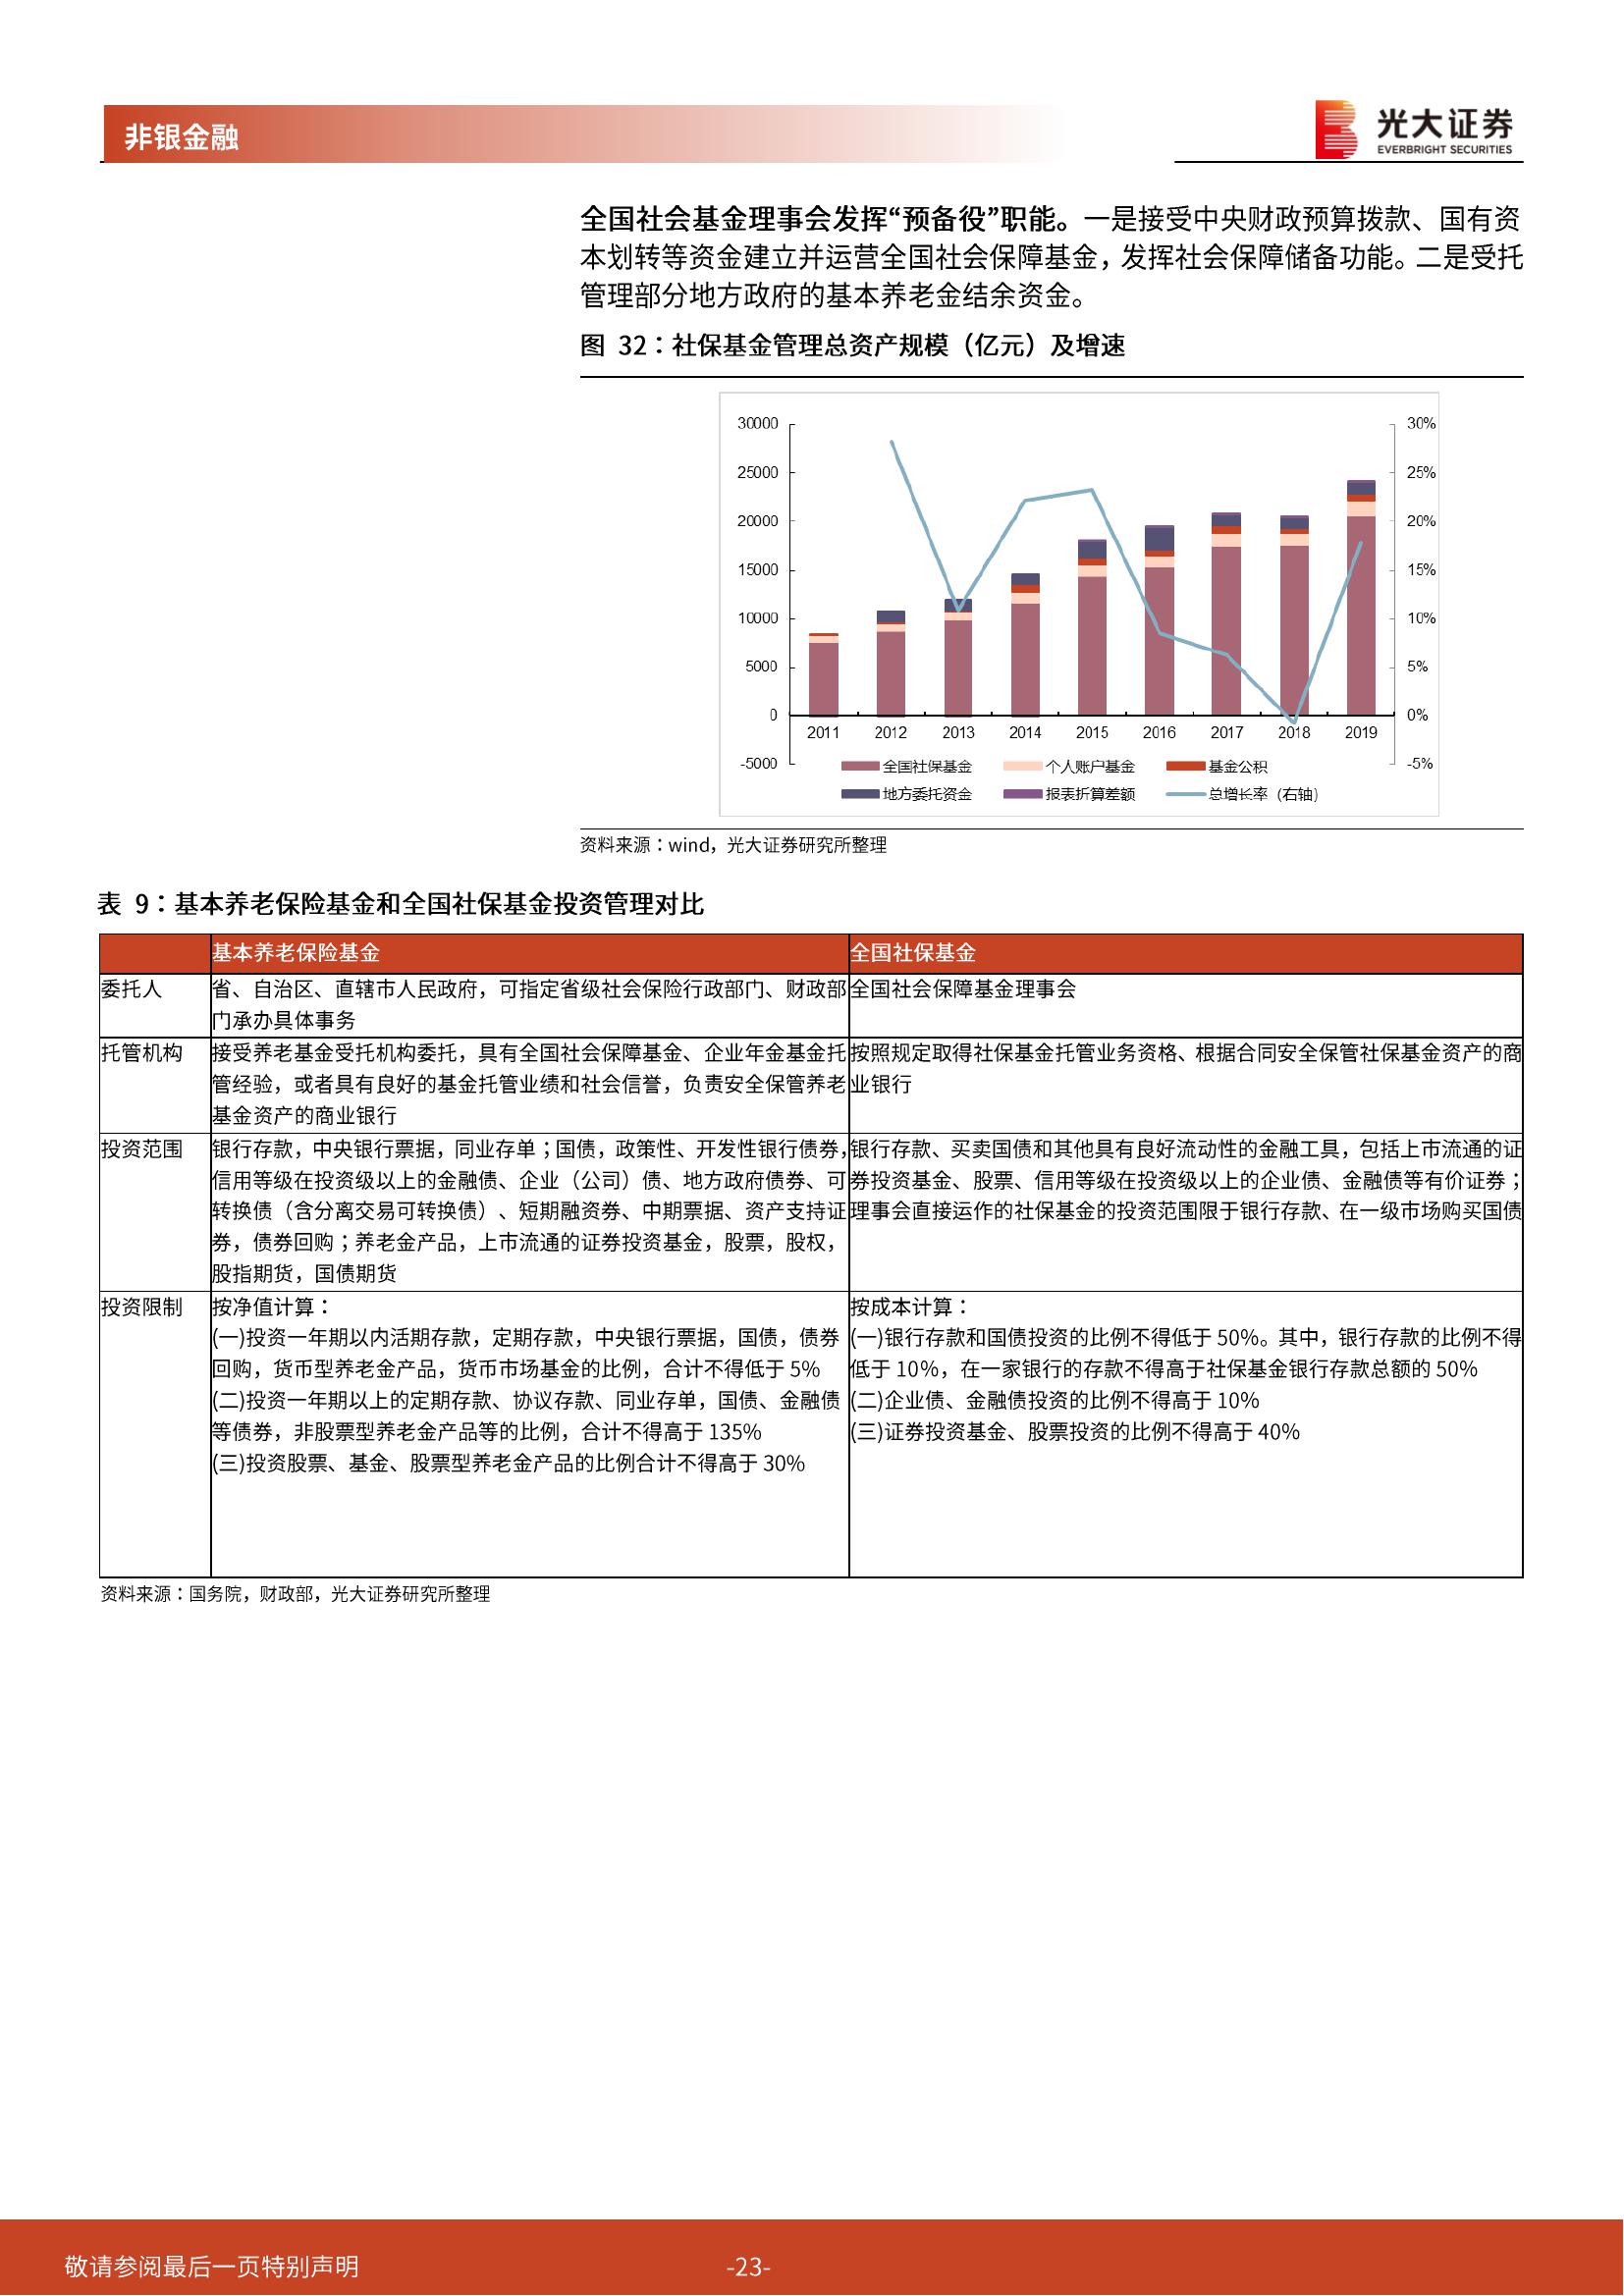 非银金融
光大证券
EVERBRIGHT SECURITIES
全国社会基金理事会发挥“预备役”职能。一是接受中央财政预算拨款、国有资
本划转等资金建立并运营全国社会保障基金，发挥社会保障储备功能。二是受托
管理部分地方政府的基本养老金结余资金。
图 32：社保基金管理总资产规模（亿元）及增速
30000
25000
20000
15000
10000
5000
0
-5000
30%
25%
20%
15%
10%
5%
0%
-5%
2011 2012 2013 2014 2015 2016 2017 2018 2019
全国社保基金 个人账户基金 基金公积
地方委托资金 报表折算差额 总增长率（右轴）
资料来源：wind，光大证券研究所整理
表 9：基本养老保险基金和全国社保基金投资管理对比
基本养老保险基金 全国社保基金
委托人
省、自治区、直辖市人民政府，可指定省级社会保险行政部门、财政部
门承办具体事务
全国社会保障基金理事会
托管机构
接受养老基金受托机构委托，具有全国社会保障基金、企业年金基金托
管经验，或者具有良好的基金托管业绩和社会信誉，负责安全保管养老
基金资产的商业银行
按照规定取得社保基金托管业务资格、根据合同安全保管社保基金资产的商
业银行
投资范围
银行存款，中央银行票据，同业存单；国债，政策性、开发性银行债券，
信用等级在投资级以上的金融债、企业（公司）债、地方政府债券、可
转换债（含分离交易可转换债）、短期融资券、中期票据、资产支持证
券，债券回购；养老金产品，上市流通的证券投资基金，股票，股权，
股指期货，国债期货
银行存款、买卖国债和其他具有良好流动性的金融工具，包括上市流通的证
券投资基金、股票、信用等级在投资级以上的企业债、金融债等有价证券；
理事会直接运作的社保基金的投资范围限于银行存款、在一级市场购买国债
投资限制
按净值计算：
(一)投资一年期以内活期存款，定期存款，中央银行票据，国债，债券
回购，货币型养老金产品，货币市场基金的比例，合计不得低于 5%
(二)投资一年期以上的定期存款、协议存款、同业存单，国债、金融债
等债券，非股票型养老金产品等的比例，合计不得高于 135%
(三)投资股票、基金、股票型养老金产品的比例合计不得高于 30%
按成本计算：
(一)银行存款和国债投资的比例不得低于 50%。其中，银行存款的比例不得
低于 10%，在一家银行的存款不得高于社保基金银行存款总额的 50%
(二)企业债、金融债投资的比例不得高于 10%
(三)证券投资基金、股票投资的比例不得高于 40%
资料来源：国务院，财政部，光大证券研究所整理
敬请参阅最后一页特别声明
-23-